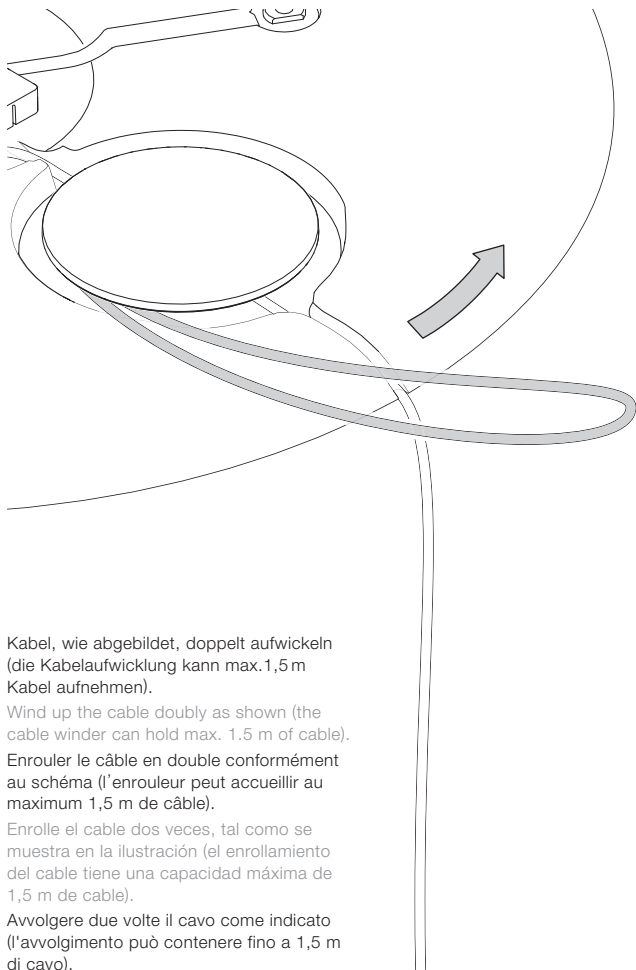 Kabel, wie abgebildet, doppelt aufwickeln
(die Kabelaufwicklung kann max.1,5 m
Kabel aufnehmen).
Wind up the cable doubly as shown (the
cable winder can hold max. 1.5 m of cable).
Enrouler le câble en double conformément
au schéma (l'enrouleur peut accueillir au
maximum 1,5 m de câble).
Enrolle el cable dos veces, tal como se
muestra en la ilustración (el enrollamiento
del cable tiene una capacidad máxima de
1,5 m de cable).
Avvolgere due volte il cavo come indicato
(l'avvolgimento può contenere fino a 1,5 m
di cavo).